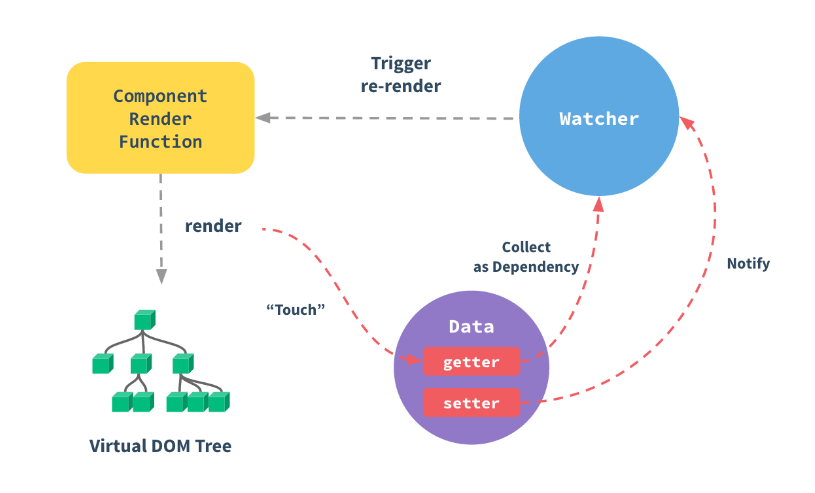 Trigger
re-render
Component
Render
Function
Watcher
render
Collect
as Dependency
Notify
“Touch”
Data
getter
setter
Virtual DOM Tree